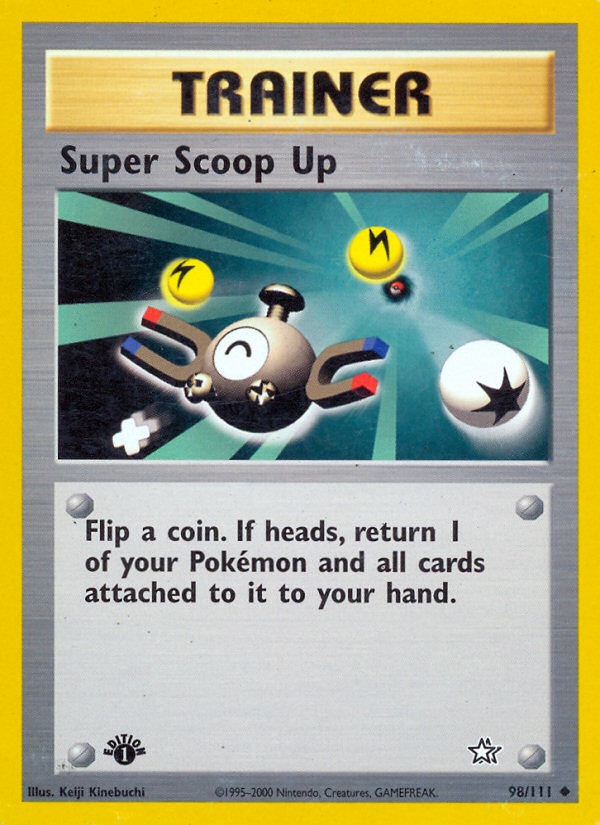 TRAINER
Super Scoop Up
Flip a coin. If heads, return 1
of your Pokémon and all cards
attached to it to your hand.
EDITION
1
Illus. Keiji Kinebuchi
©1995–2000 Nintendo, Creatures, GAMEFREAK.
98/111